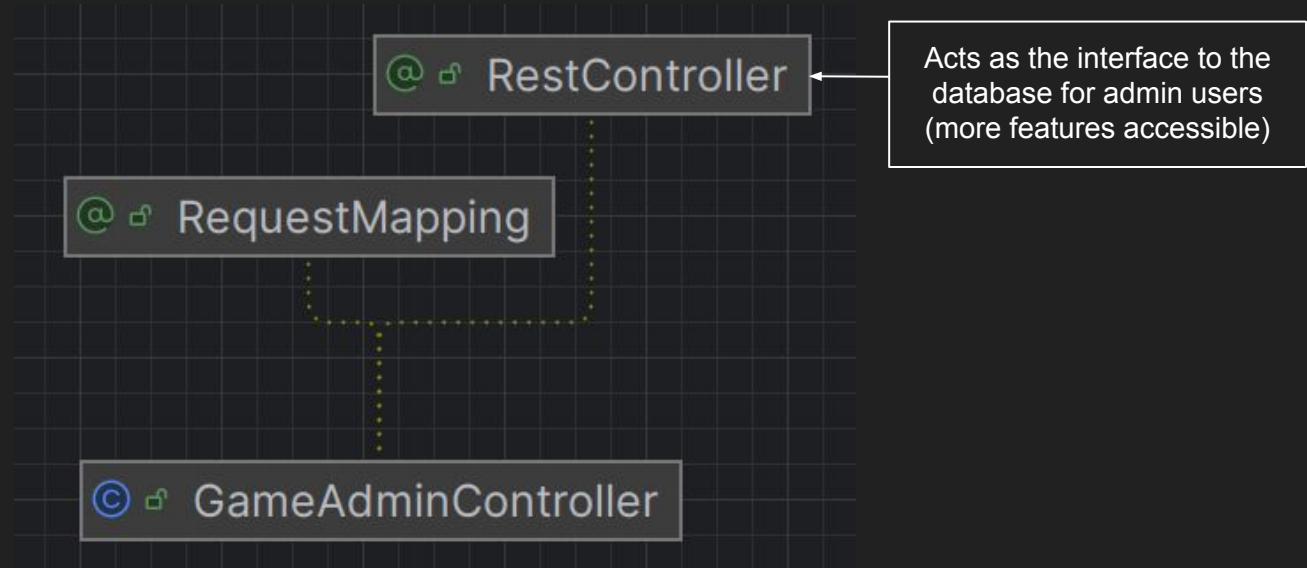 @ RestController
Acts as the interface to the
database for admin users
(more features accessible)
@ RequestMapping
© GameAdminController